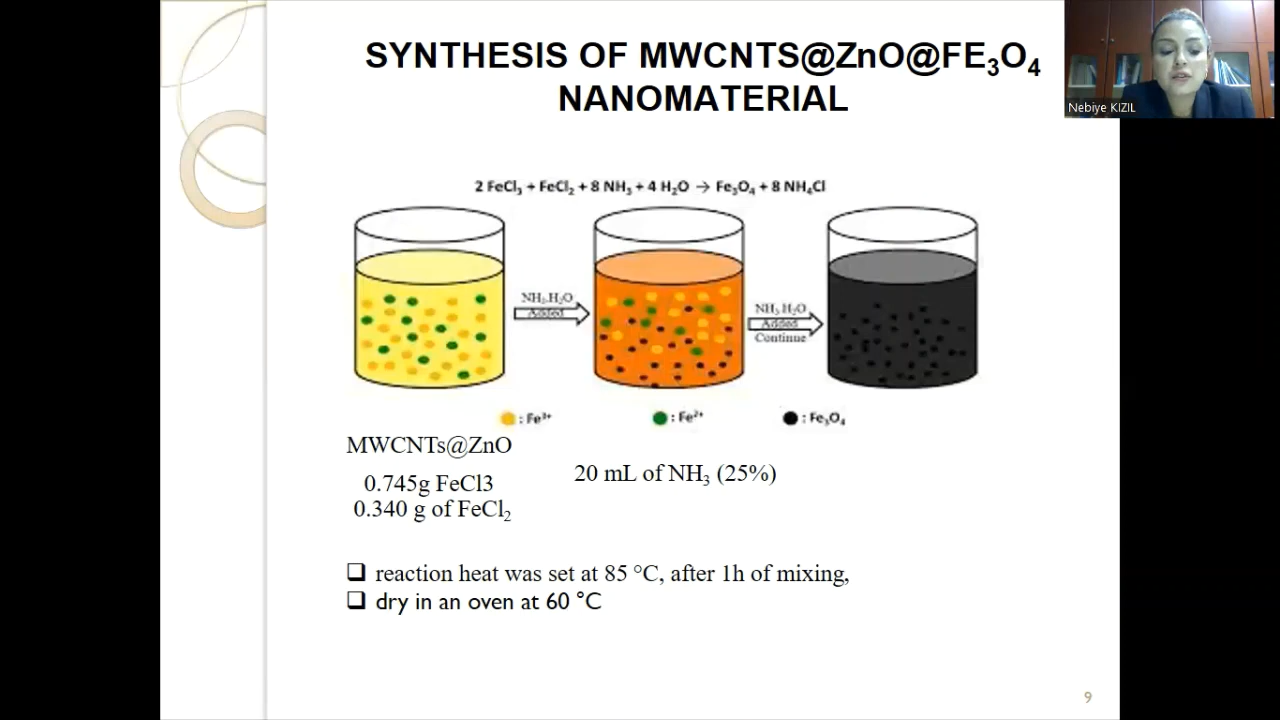 SYNTHESIS OF MWCNTS@ZnO@FE₃O₄
NANOMATERIAL
Nebiye KIZIL
2 FeCl₃ + FeCl₂ + 8 NH₃ + 4 H₂O → Fe₃O₄ + 8 NH₄Cl
NH₃.H₂O
Added
NH₃.H₂O
Added
Continue
: Fe³⁺
: Fe²⁺
: Fe₃O₄
MWCNTs@ZnO
0.745g FeCl3
0.340 g of FeCl₂
20 mL of NH₃ (25%)
❑ reaction heat was set at 85 °C, after 1h of mixing,
❑ dry in an oven at 60 °C
9